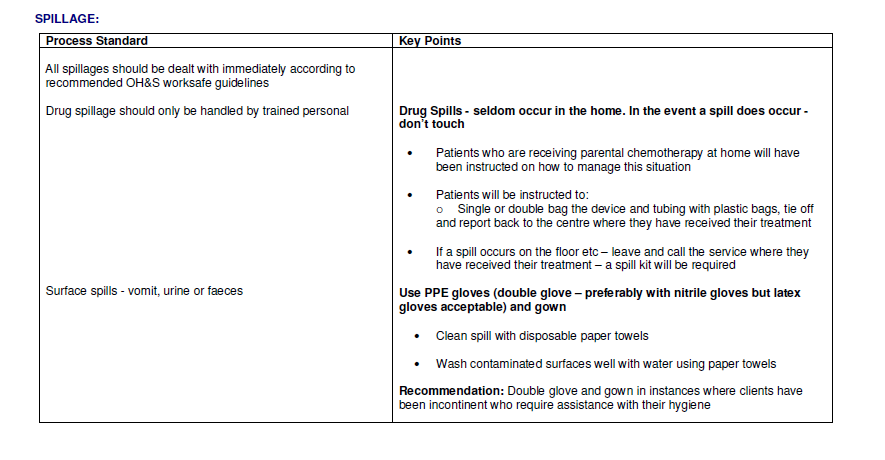 SPILLAGE:
Process Standard
Key Points
All spillages should be dealt with immediately according to
recommended OH&S worksafe guidelines
Drug spillage should only be handled by trained personal
Drug Spills - seldom occur in the home. In the event a spill does occur -
don't touch
• Patients who are receiving parental chemotherapy at home will have
been instructed on how to manage this situation
• Patients will be instructed to:
o Single or double bag the device and tubing with plastic bags, tie off
and report back to the centre where they have received their treatment
• If a spill occurs on the floor etc – leave and call the service where they
have received their treatment – a spill kit will be required
Surface spills - vomit, urine or faeces
Use PPE gloves (double glove – preferably with nitrile gloves but latex
gloves acceptable) and gown
• Clean spill with disposable paper towels
• Wash contaminated surfaces well with water using paper towels
Recommendation: Double glove and gown in instances where clients have
been incontinent who require assistance with their hygiene